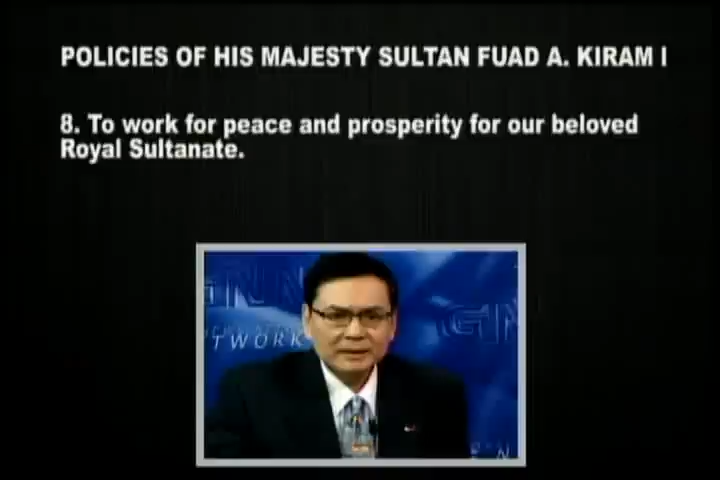 POLICIES OF HIS MAJESTY SULTAN FUAD A. KIRAM I
8. To work for peace and prosperity for our beloved
Royal Sultanate.
GNN
TWORK